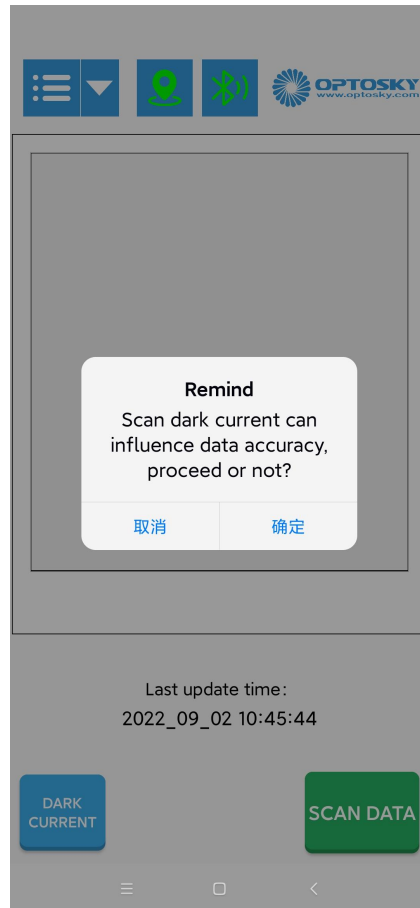 OPTOSKY
www.optosky.com
Remind
Scan dark current can
influence data accuracy,
proceed or not?
取消 确定
Last update time:
2022_09_02 10:45:44
DARK
CURRENT
SCAN DATA